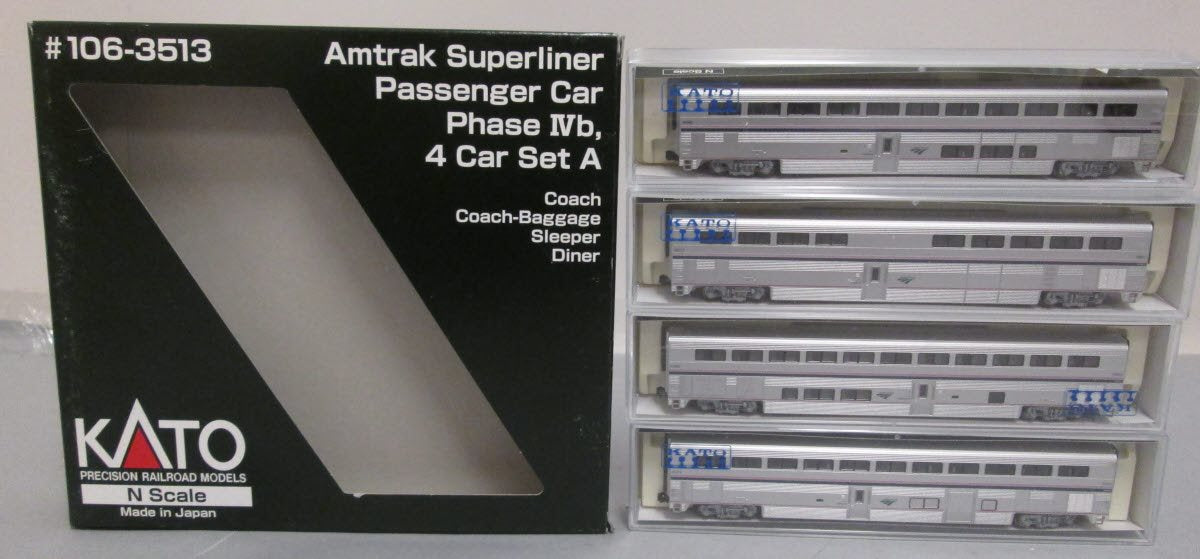 #106-3513
Amtrak Superliner
Passenger Car
Phase IVb,
4 Car Set A
Coach
Coach-Baggage
Sleeper
Diner
KATO
PRECISION RAILROAD MODELS
N Scale
Made in Japan
N Scale
KATO
KATO
KATO
KATO